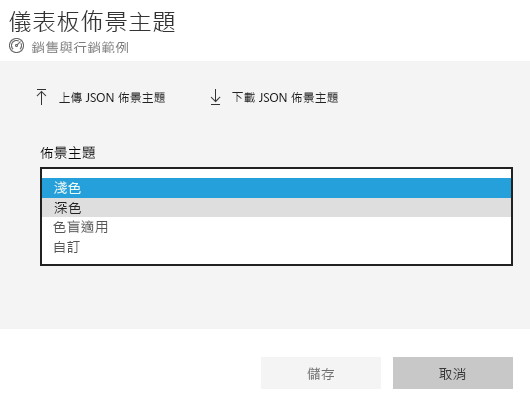 儀表板佈景主題
銷售與行銷範例
上傳 JSON 佈景主題 下載 JSON 佈景主題
佈景主題
淺色
深色
色盲適用
自訂
儲存 取消